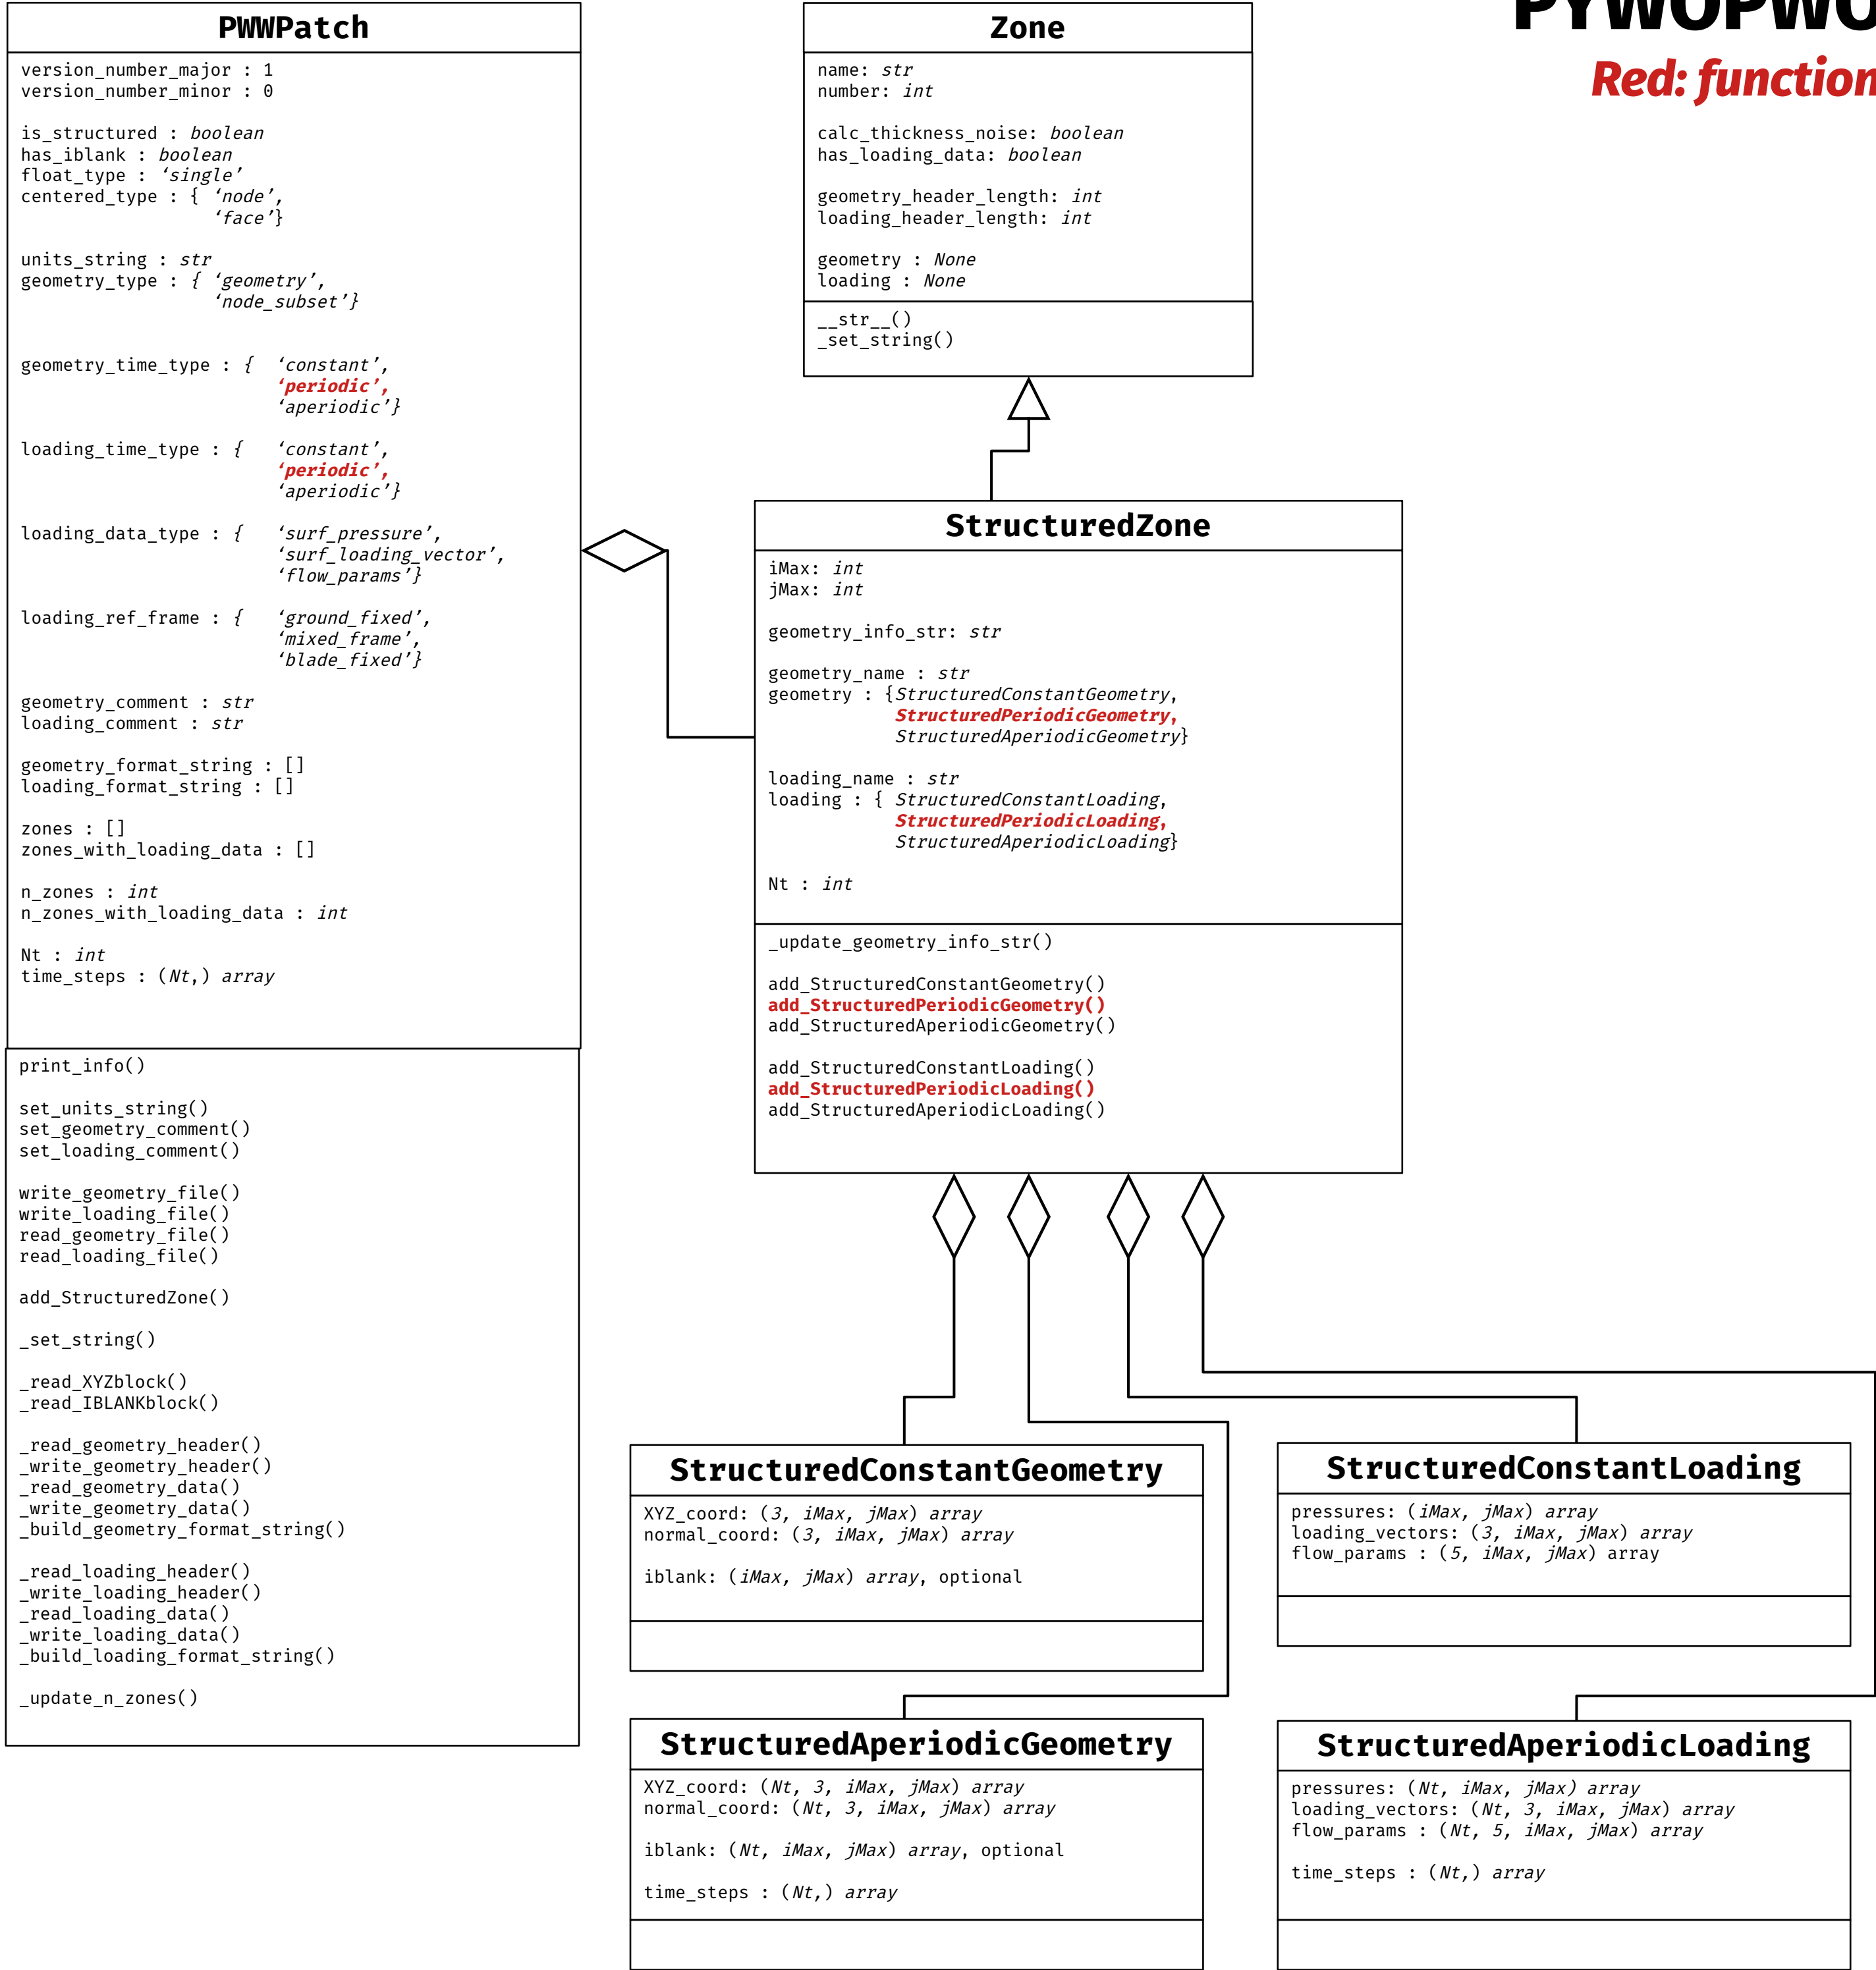 PYWOPWO
Red: function
PWWPatch
version_number_major : 1
version_number_minor : 0
is_structured : boolean
has_iblank : boolean
float_type : ‘single’
centered_type : { ‘node’,
‘face’}
units_string : str
geometry_type : { ‘geometry’,
‘node_subset’}
geometry_time_type : { ‘constant’,
‘periodic’,
‘aperiodic’}
loading_time_type : { ‘constant’,
‘periodic’,
‘aperiodic’}
loading_data_type : { ‘surf_pressure’,
‘surf_loading_vector’,
‘flow_params’}
loading_ref_frame : { ‘ground_fixed’,
‘mixed_frame’,
‘blade_fixed’}
geometry_comment : str
loading_comment : str
geometry_format_string : []
loading_format_string : []
zones : []
zones_with_loading_data : []
n_zones : int
n_zones_with_loading_data : int
Nt : int
time_steps : (Nt,) array
print_info()
set_units_string()
set_geometry_comment()
set_loading_comment()
write_geometry_file()
write_loading_file()
read_geometry_file()
read_loading_file()
add_StructuredZone()
_set_string()
_read_XYZblock()
_read_IBLANKblock()
_read_geometry_header()
_write_geometry_header()
_read_geometry_data()
_write_geometry_data()
_build_geometry_format_string()
_read_loading_header()
_write_loading_header()
_read_loading_data()
_write_loading_data()
_build_loading_format_string()
_update_n_zones()
Zone
name: str
number: int
calc_thickness_noise: boolean
has_loading_data: boolean
geometry_header_length: int
loading_header_length: int
geometry : None
loading : None
__str__()
_set_string()
StructuredZone
iMax: int
jMax: int
geometry_info_str: str
geometry_name : str
geometry : {StructuredConstantGeometry,
StructuredPeriodicGeometry,
StructuredAperiodicGeometry}
loading_name : str
loading : { StructuredConstantLoading,
StructuredPeriodicLoading,
StructuredAperiodicLoading}
Nt : int
_update_geometry_info_str()
add_StructuredConstantGeometry()
add_StructuredPeriodicGeometry()
add_StructuredAperiodicGeometry()
add_StructuredConstantLoading()
add_StructuredPeriodicLoading()
add_StructuredAperiodicLoading()
StructuredConstantGeometry
XYZ_coord: (3, iMax, jMax) array
normal_coord: (3, iMax, jMax) array
iblank: (iMax, jMax) array, optional
StructuredConstantLoading
pressures: (iMax, jMax) array
loading_vectors: (3, iMax, jMax) array
flow_params : (5, iMax, jMax) array
StructuredAperiodicGeometry
XYZ_coord: (Nt, 3, iMax, jMax) array
normal_coord: (Nt, 3, iMax, jMax) array
iblank: (Nt, iMax, jMax) array, optional
time_steps : (Nt,) array
StructuredAperiodicLoading
pressures: (Nt, iMax, jMax) array
loading_vectors: (Nt, 3, iMax, jMax) array
flow_params : (Nt, 5, iMax, jMax) array
time_steps : (Nt,) array